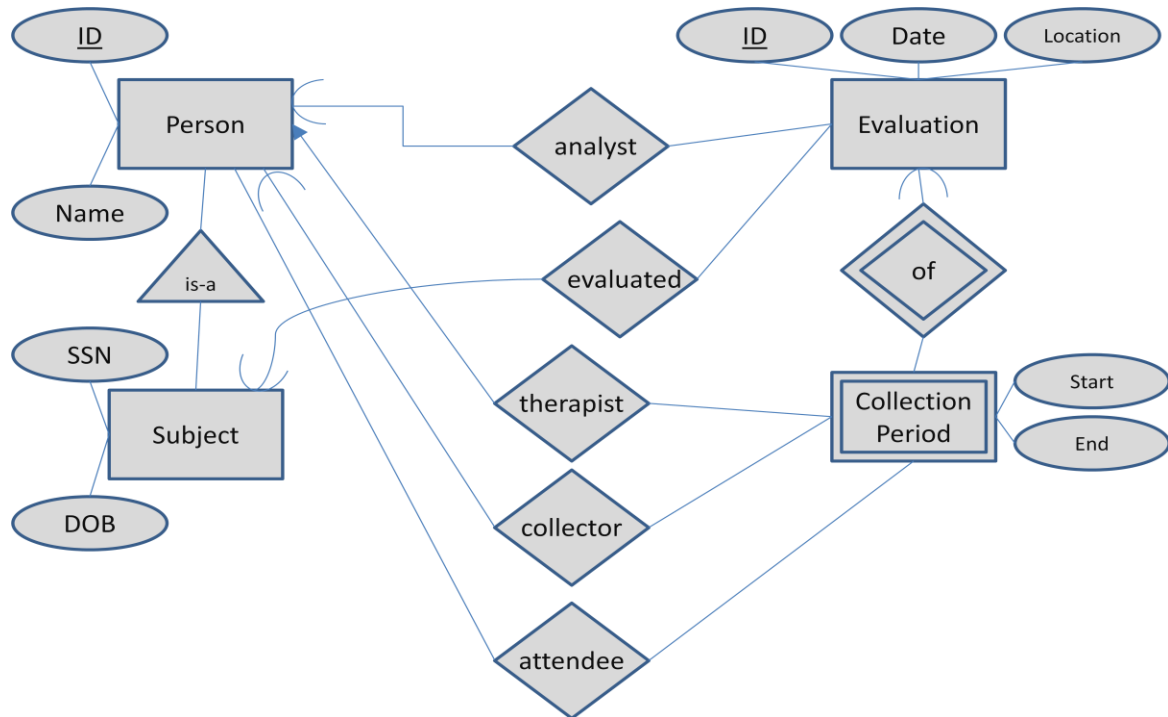 ID
ID
Date
Location
Person
analyst
Evaluation
Name
is-a
evaluated
of
SSN
Subject
therapist
Collection
Period
Start
End
DOB
collector
attendee